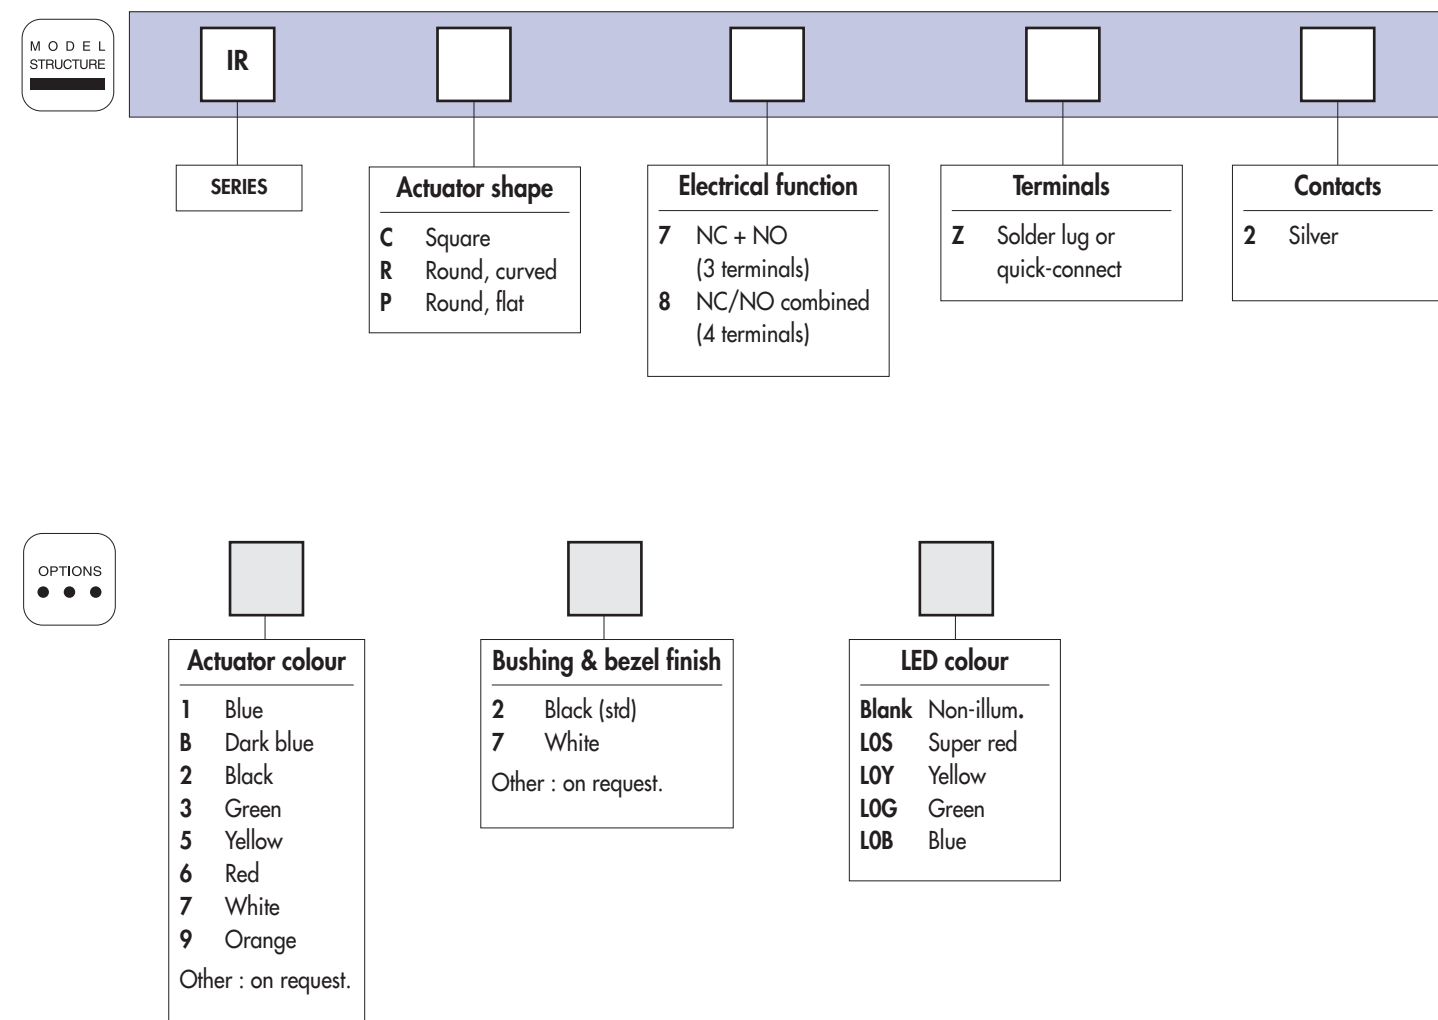 MODEL
STRUCTURE
IR
SERIES
Actuator shape
C Square
R Round, curved
P Round, flat
Electrical function
7 NC + NO
(3 terminals)
8 NC/NO combined
(4 terminals)
Terminals
Z Solder lug or
quick-connect
Contacts
2 Silver
OPTIONS
Actuator colour
1 Blue
B Dark blue
2 Black
3 Green
5 Yellow
6 Red
7 White
9 Orange
Other : on request.
Bushing & bezel finish
2 Black (std)
7 White
Other : on request.
LED colour
Blank Non-illum.
L0S Super red
L0Y Yellow
L0G Green
L0B Blue